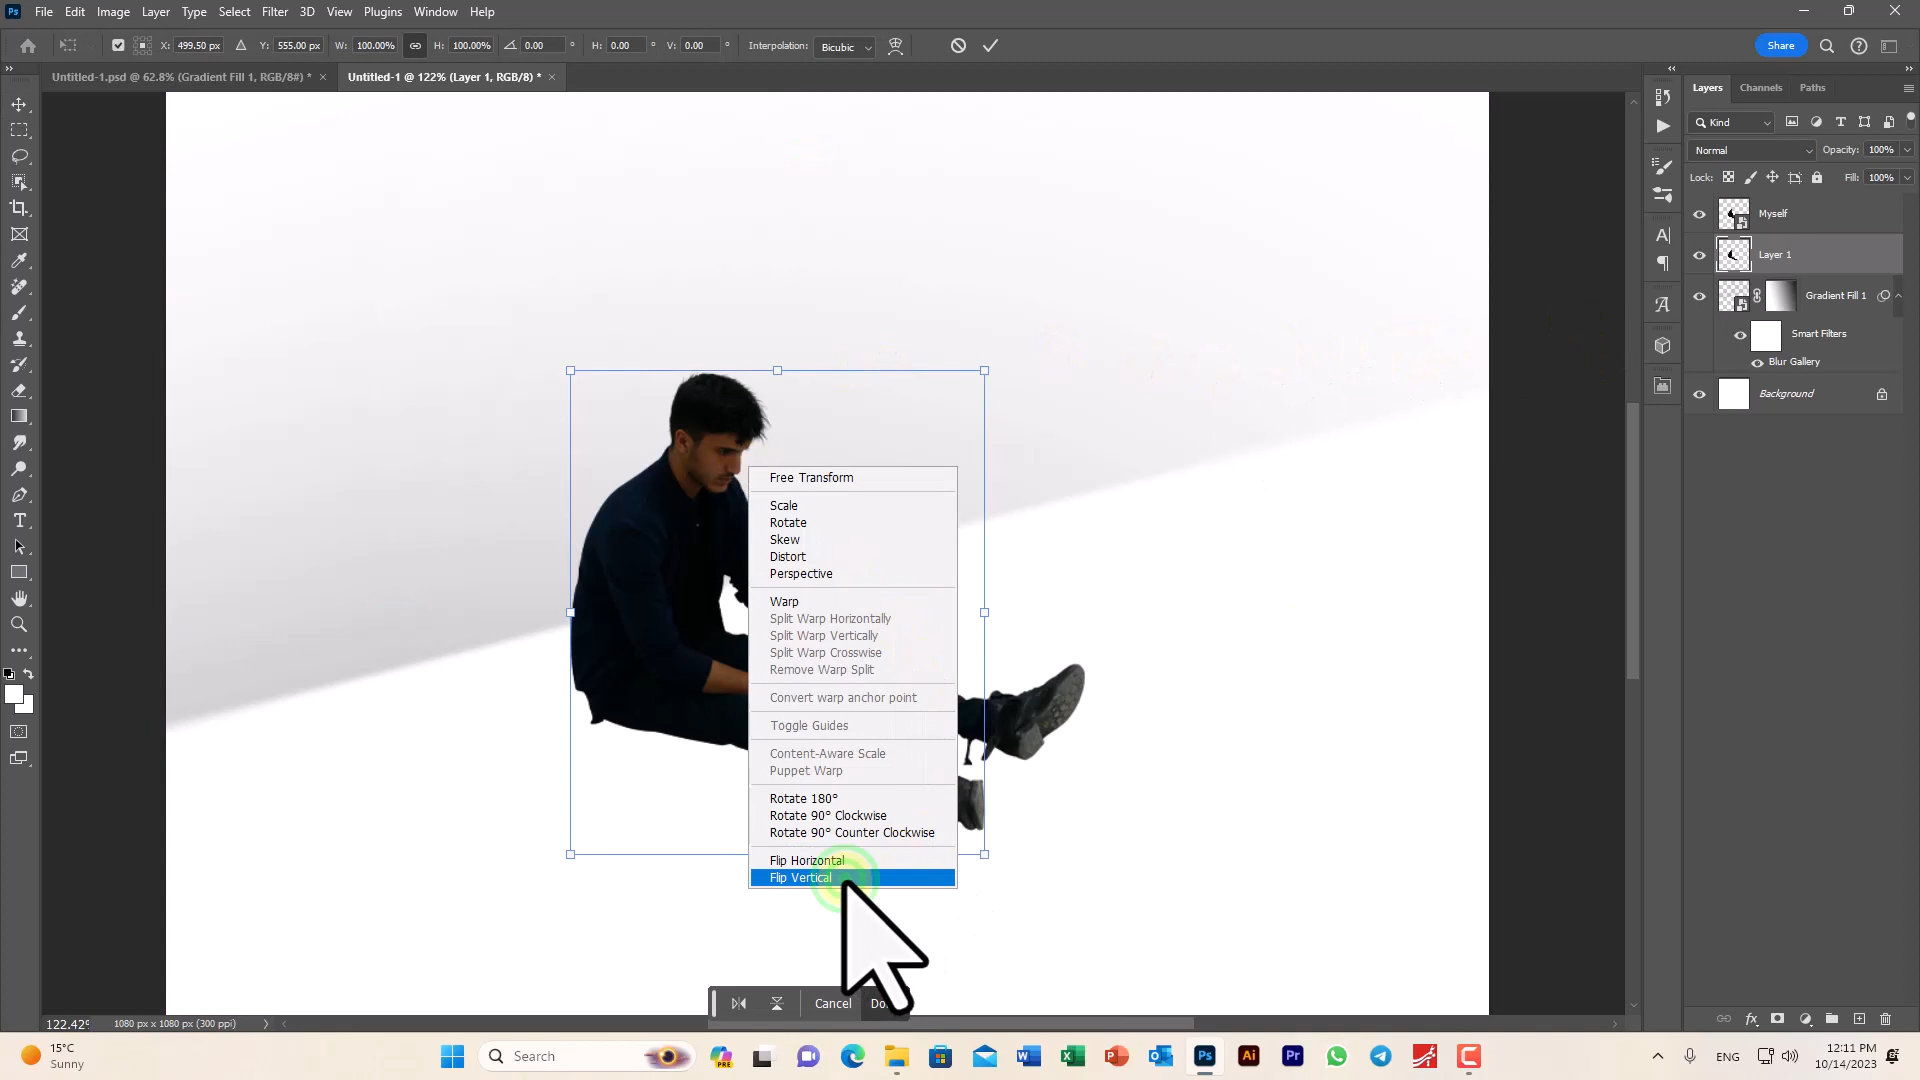 Ps File Edit Image Layer Type Select Filter 3D View Plugins Window Help
X: 499.50 px Y: 555.00 px W: 100.00% H: 100.00% 0.00 ° H: 0.00 ° V: 0.00 ° Interpolation: Bicubic Share
Untitled-1.psd @ 62.8% (Gradient Fill 1, RGB/8#) * × Untitled-1 @ 122% (Layer 1, RGB/8) * ×
Layers Channels Paths
Kind
Normal Opacity: 100%
Lock: Fill: 100%
Myself
Layer 1
Gradient Fill 1
Smart Filters
Blur Gallery
Background
Free Transform
Scale
Rotate
Skew
Distort
Perspective
Warp
Split Warp Horizontally
Split Warp Vertically
Split Warp Crosswise
Remove Warp Split
Convert warp anchor point
Toggle Guides
Content-Aware Scale
Puppet Warp
Rotate 180°
Rotate 90° Clockwise
Rotate 90° Counter Clockwise
Flip Horizontal
Flip Vertical
Cancel
122.42% 1080 px x 1080 px (300 ppi)
15°C
Sunny
Search
PRE
Ps Ai Pr
ENG
12:11 PM
10/14/2023